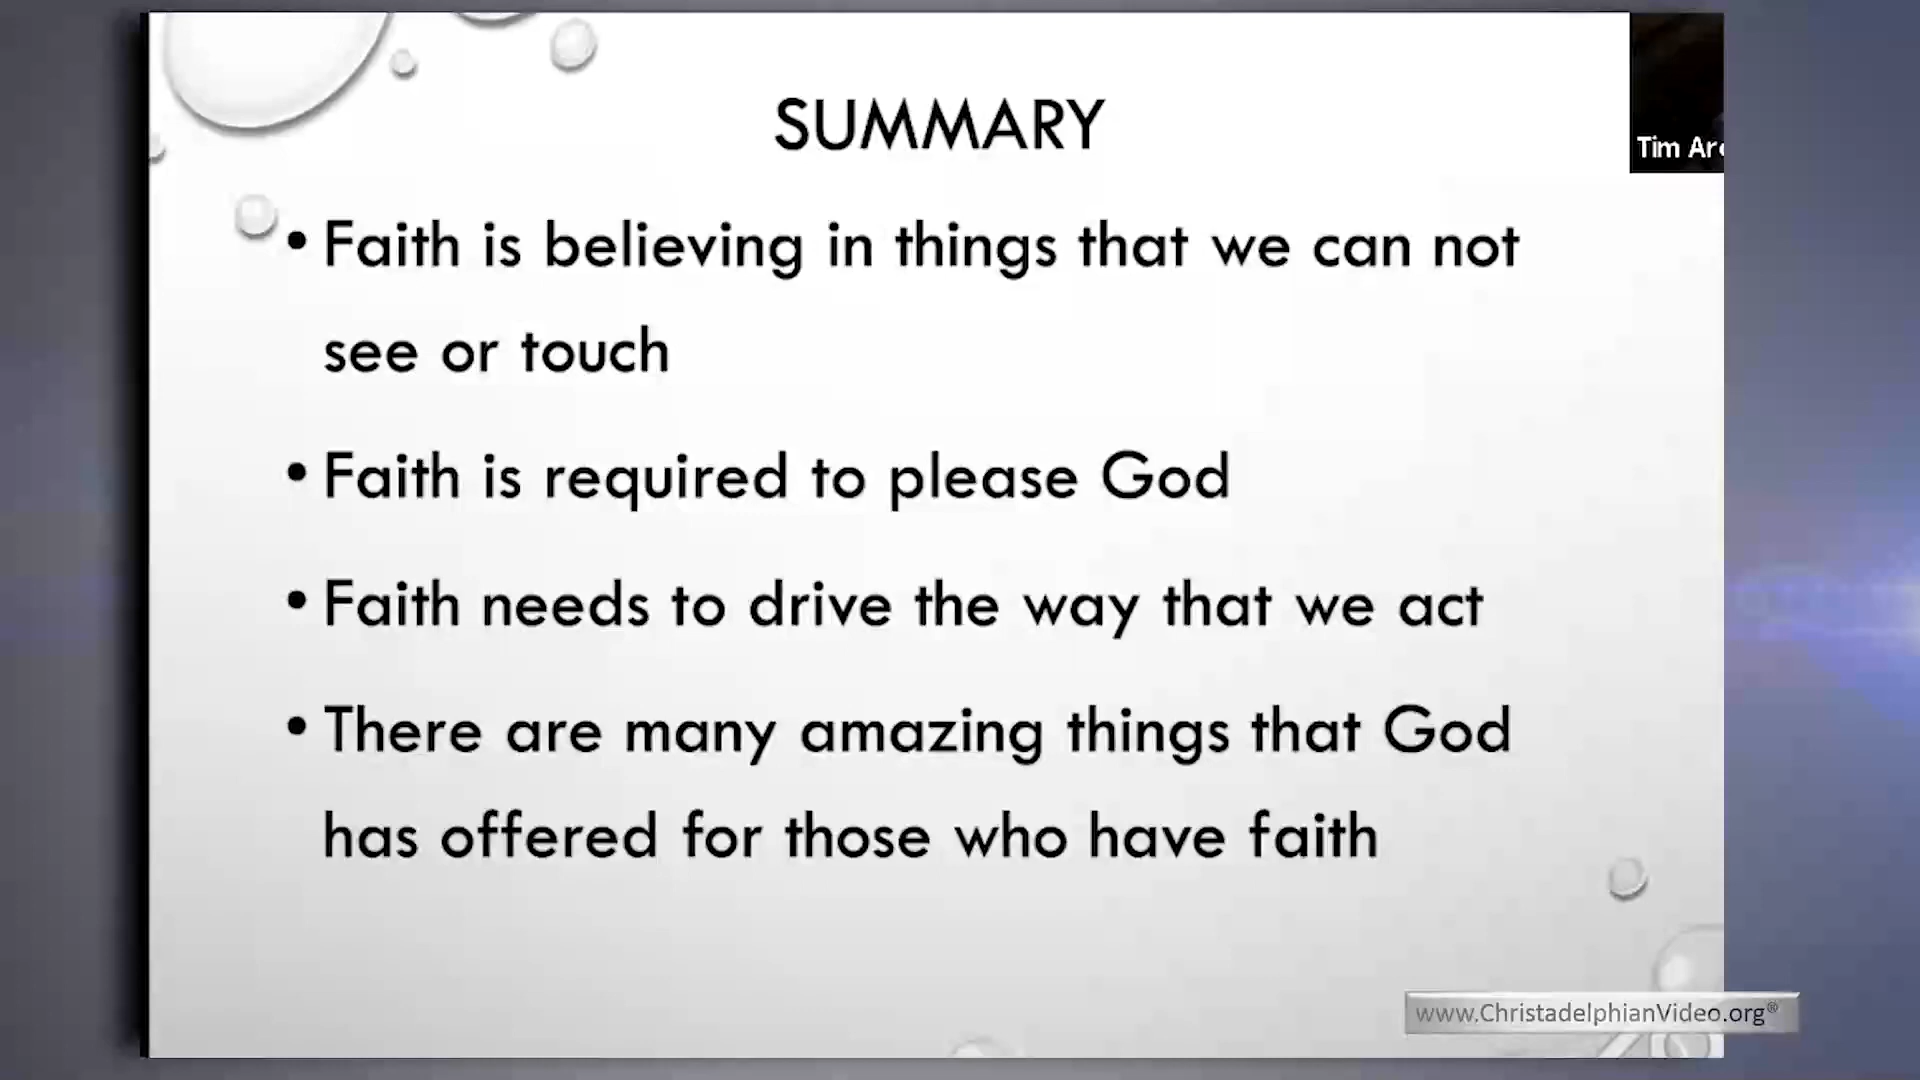 SUMMARY
Tim Ar
• Faith is believing in things that we can not
see or touch
• Faith is required to please God
• Faith needs to drive the way that we act
• There are many amazing things that God
has offered for those who have faith
www.ChristadelphianVideo.org®